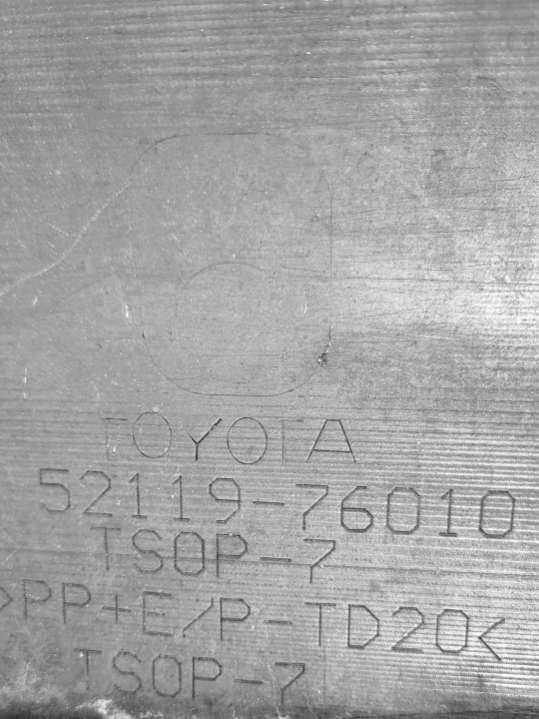 TOYOTA
52119-76010
TSOP-7
>PP+E/P-TD20<
TSOP-7